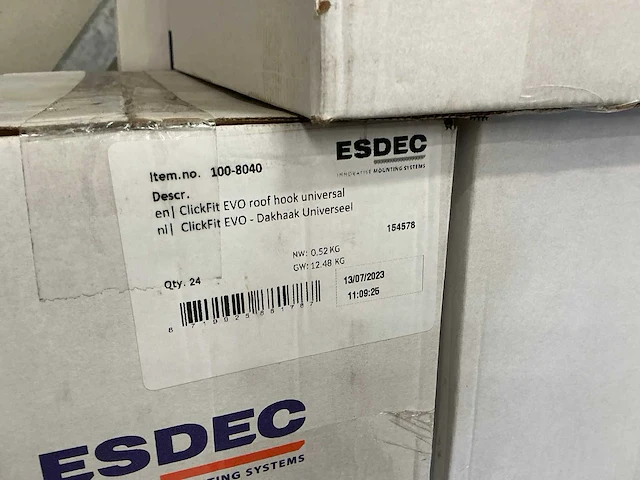 ESDEC
INNOVATIVE MOUNTING SYSTEMS
Item.no. 100-8040
Descr.
en| ClickFit EVO roof hook universal
nl| ClickFit EVO - Dakhaak Universeel
154578
NW: 0.52 KG
GW: 12.48 KG
Qty. 24
13/07/2023
11:09:26
ESDEC
MOUNTING SYSTEMS